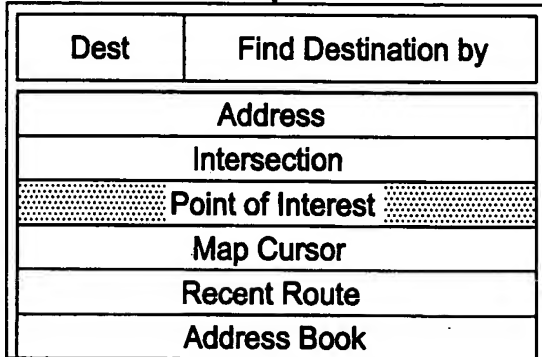 Dest Find Destination by
Address
Intersection
Point of Interest
Map Cursor
Recent Route
Address Book